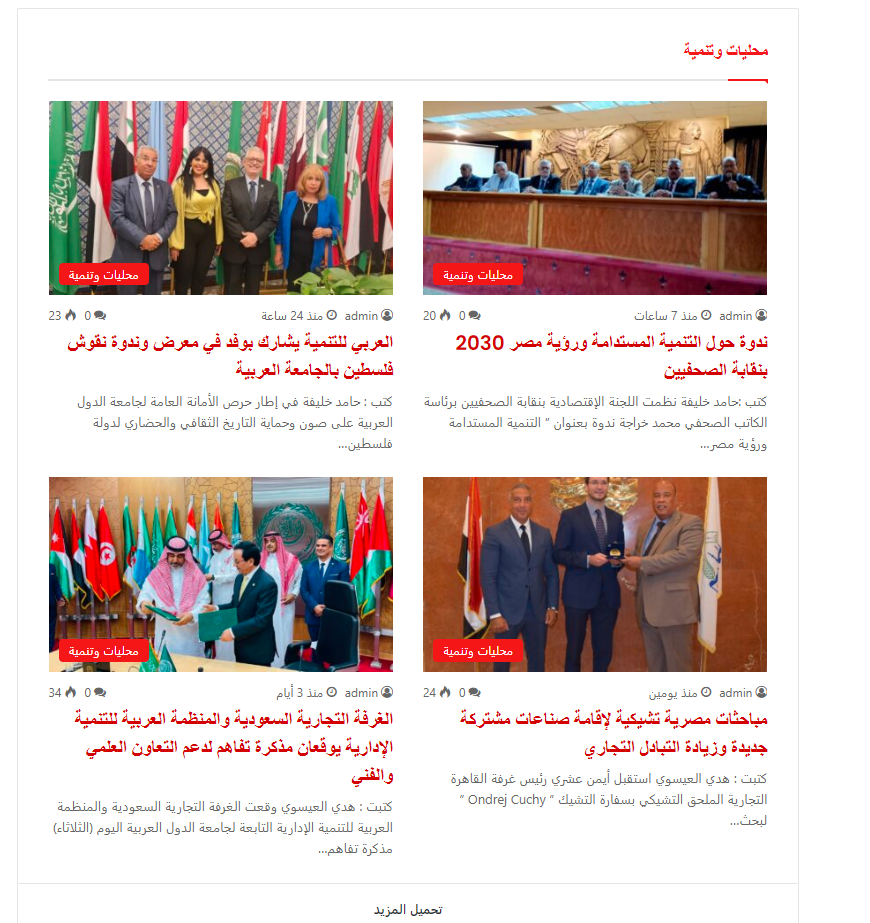 محليات وتنمية
محليات وتنمية
admin منذ 7 ساعات 0 20
ندوة حول التنمية المستدامة ورؤية مصر 2030
بنقابة الصحفيين
كتب :حامد خليفة نظمت اللجنة الإقتصادية بنقابة الصحفيين برئاسة
الكاتب الصحفي محمد خراجة ندوة بعنوان " التنمية المستدامة
ورؤية مصر…
محليات وتنمية
admin منذ 24 ساعة 0 23
العربي للتنمية يشارك بوفد في معرض وندوة نقوش
فلسطين بالجامعة العربية
كتب : حامد خليفة في إطار حرص الأمانة العامة لجامعة الدول
العربية على صون وحماية التاريخ الثقافي والحضاري لدولة
فلسطين…
محليات وتنمية
admin منذ يومين 0 24
مباحثات مصرية تشيكية لإقامة صناعات مشتركة
جديدة وزيادة التبادل التجاري
كتبت : هدي العيسوي استقبل أيمن عشري رئيس غرفة القاهرة
التجارية الملحق التشيكي بسفارة التشيك " Ondrej Cuchy "
لبحث…
محليات وتنمية
admin منذ 3 أيام 0 34
الغرفة التجارية السعودية والمنظمة العربية للتنمية
الإدارية يوقعان مذكرة تفاهم لدعم التعاون العلمي
والفني
كتبت : هدي العيسوي وقعت الغرفة التجارية السعودية والمنظمة
العربية للتنمية الإدارية التابعة لجامعة الدول العربية اليوم (الثلاثاء)
مذكرة تفاهم…
تحميل المزيد